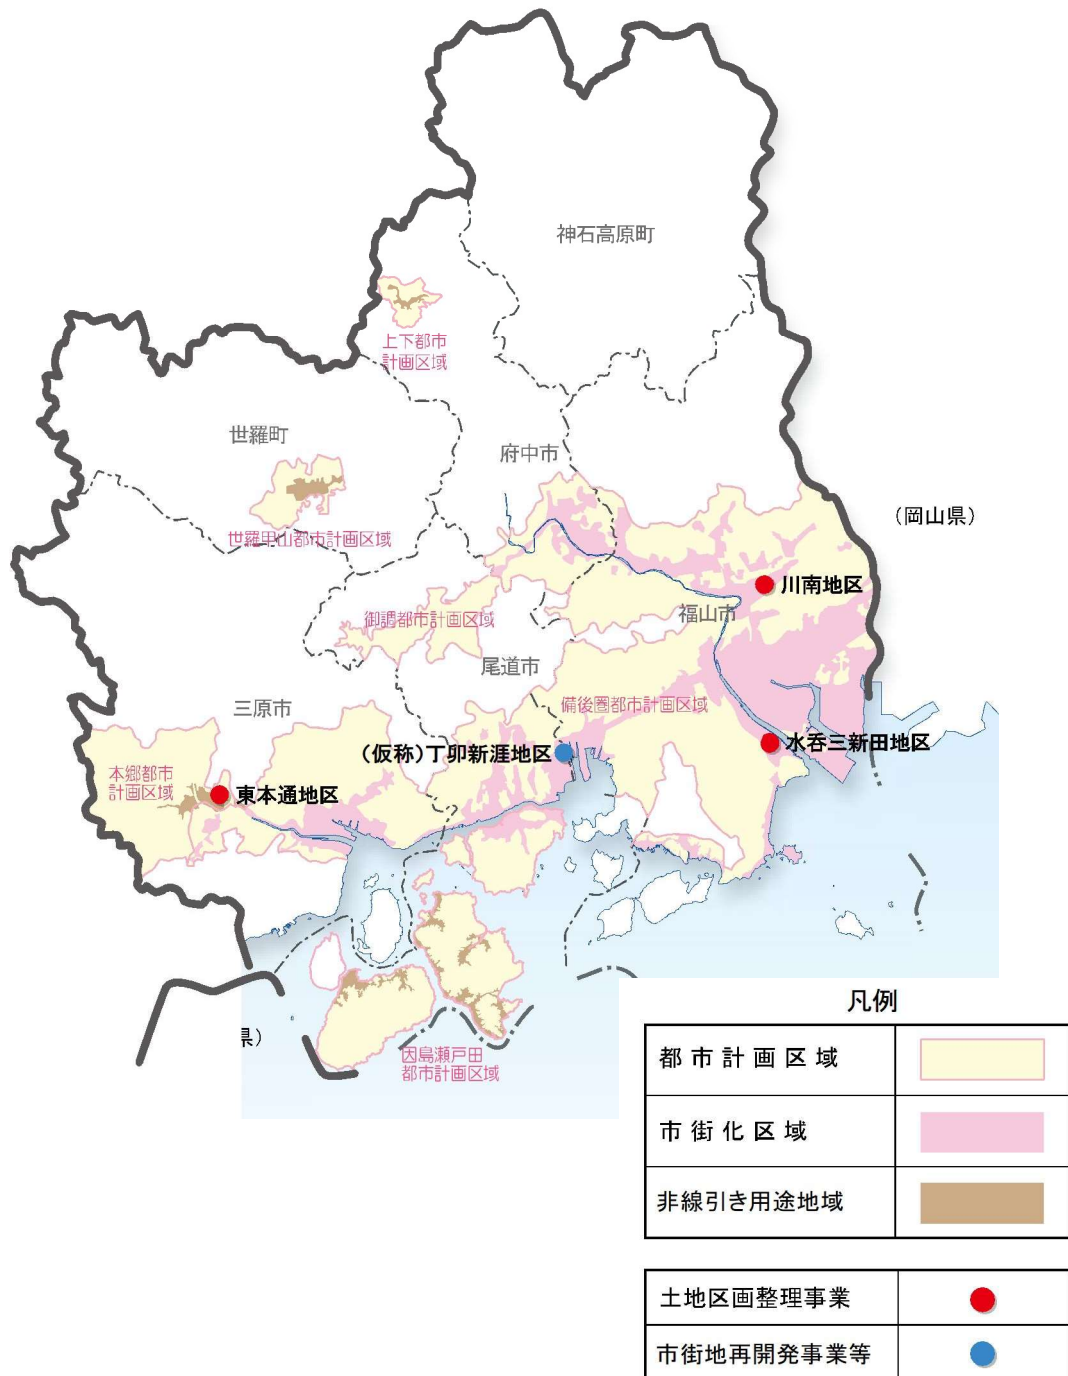 神石高原町
上下都市
計画区域
世羅町
府中市
(岡山県)
世羅甲山都市計画区域
川南地区
福山市
御調都市計画区域
尾道市
備後圏都市計画区域
三原市
水呑三新田地区
(仮称)丁卯新涯地区
本郷都市
計画区域
東本通地区
県)
因島瀬戸田
都市計画区域
凡例
都市計画区域
市街化区域
非線引き用途地域
土地区画整理事業
市街地再開発事業等